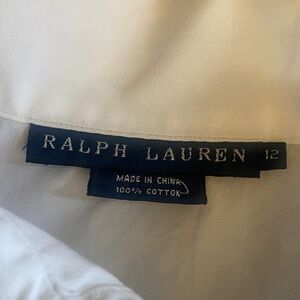 RALPH LAUREN 12
MADE IN CHINA
100% COTTON